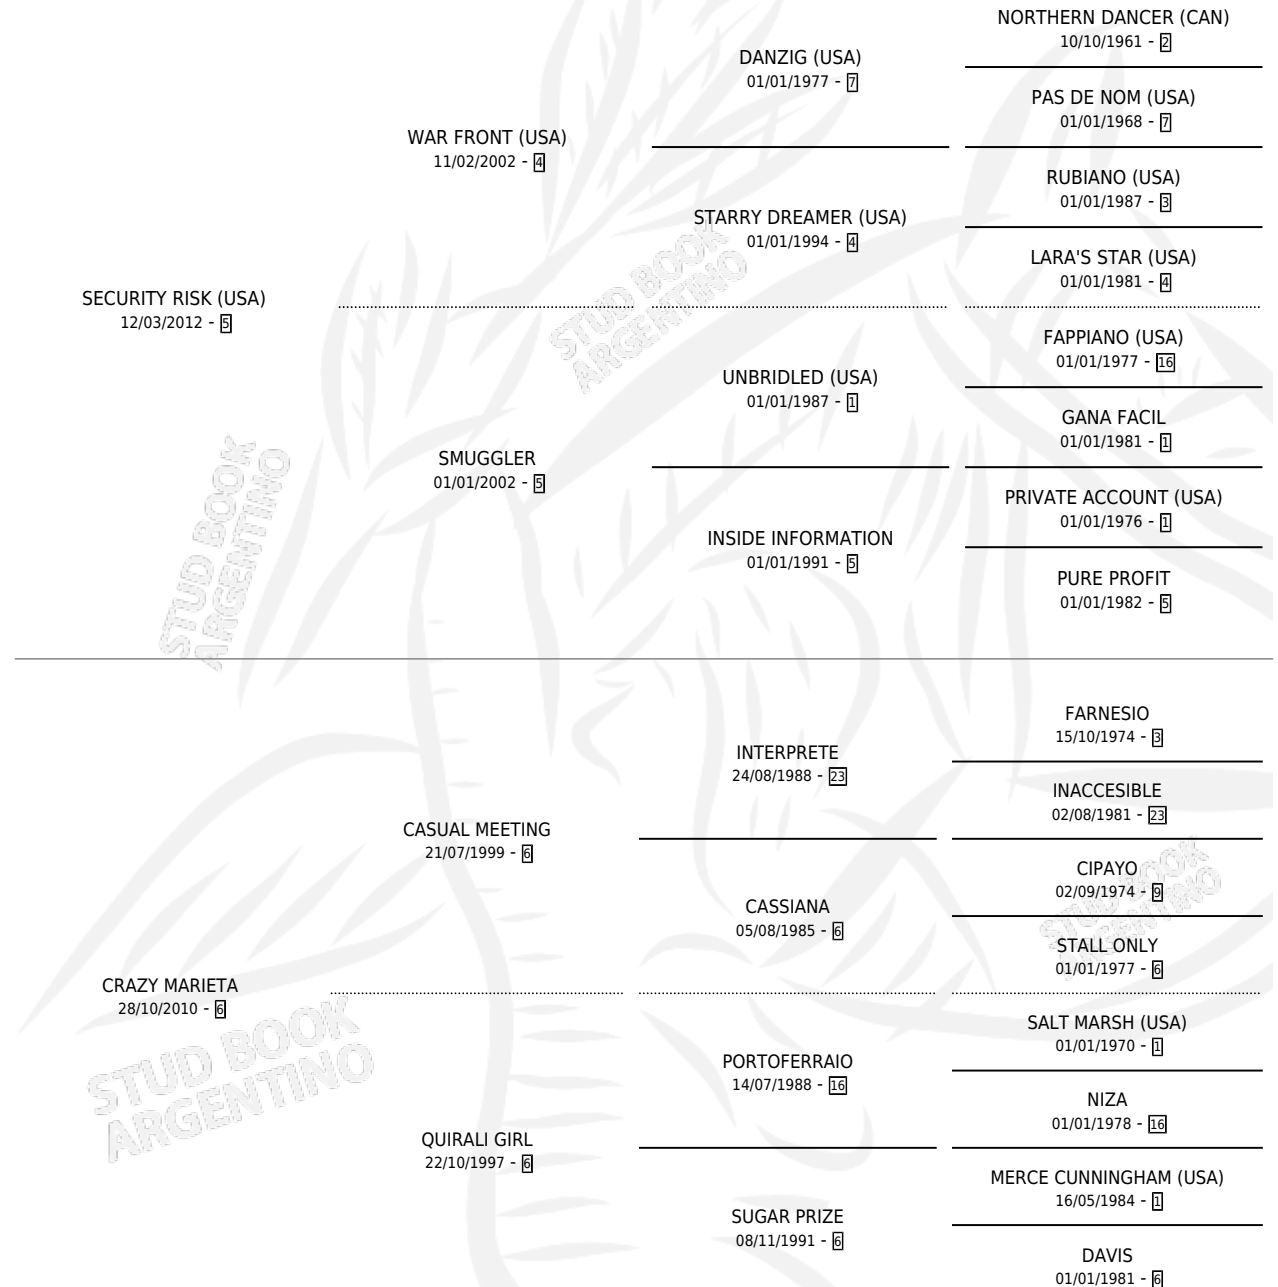 NORTHERN DANCER (CAN)
10/10/1961 - 2
DANZIG (USA)
01/01/1977 - 7
PAS DE NOM (USA)
01/01/1968 - 7
WAR FRONT (USA)
11/02/2002 - 4
RUBIANO (USA)
01/01/1987 - 3
STARRY DREAMER (USA)
01/01/1994 - 4
LARA'S STAR (USA)
01/01/1981 - 4
SECURITY RISK (USA)
12/03/2012 - 5
FAPPIANO (USA)
01/01/1977 - 16
UNBRIDLED (USA)
01/01/1987 - 1
GANA FACIL
01/01/1981 - 1
SMUGGLER
01/01/2002 - 5
PRIVATE ACCOUNT (USA)
01/01/1976 - 1
INSIDE INFORMATION
01/01/1991 - 5
PURE PROFIT
01/01/1982 - 5
FARNESIO
15/10/1974 - 3
INTERPRETE
24/08/1988 - 23
INACCESIBLE
02/08/1981 - 23
CASUAL MEETING
21/07/1999 - 6
CIPAYO
02/09/1974 - 9
CASSIANA
05/08/1985 - 6
STALL ONLY
01/01/1977 - 6
CRAZY MARIETA
28/10/2010 - 6
SALT MARSH (USA)
01/01/1970 - 1
PORTOFERRAIO
14/07/1988 - 16
NIZA
01/01/1978 - 16
QUIRALI GIRL
22/10/1997 - 6
MERCE CUNNINGHAM (USA)
16/05/1984 - 1
SUGAR PRIZE
08/11/1991 - 6
DAVIS
01/01/1981 - 6
STUD BOOK
ARGENTINO
STUD BOOK
ARGENTINO
STUD BOOK
ARGENTINO
STUD BOOK
ARGENTINO